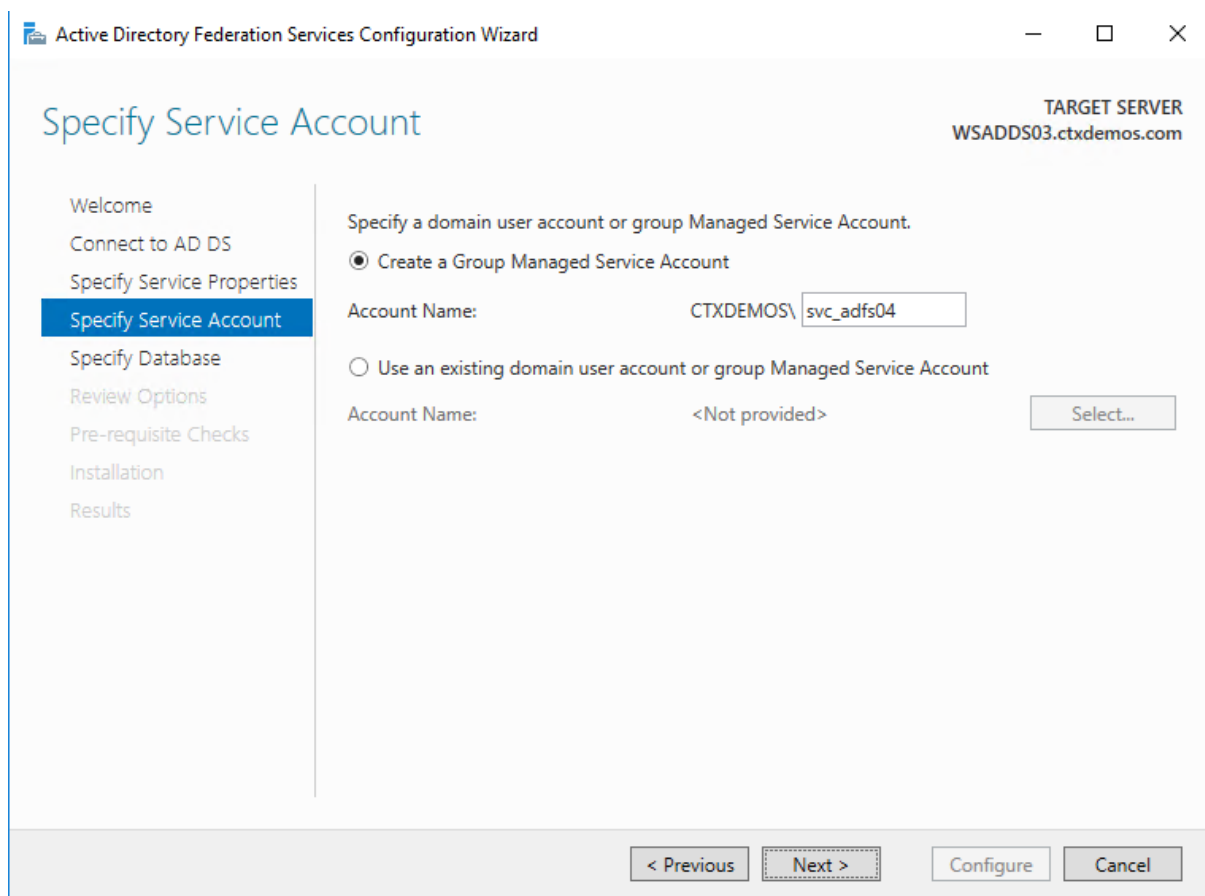 Active Directory Federation Services Configuration Wizard
Specify Service Account
TARGET SERVER
WSADDS03.ctxdemos.com
Welcome
Connect to AD DS
Specify Service Properties
Specify Service Account
Specify Database
Review Options
Pre-requisite Checks
Installation
Results
Specify a domain user account or group Managed Service Account.
Create a Group Managed Service Account
Account Name: CTXDEMOS\ svc_adfs04
Use an existing domain user account or group Managed Service Account
Account Name: <Not provided> Select...
< Previous Next > Configure Cancel